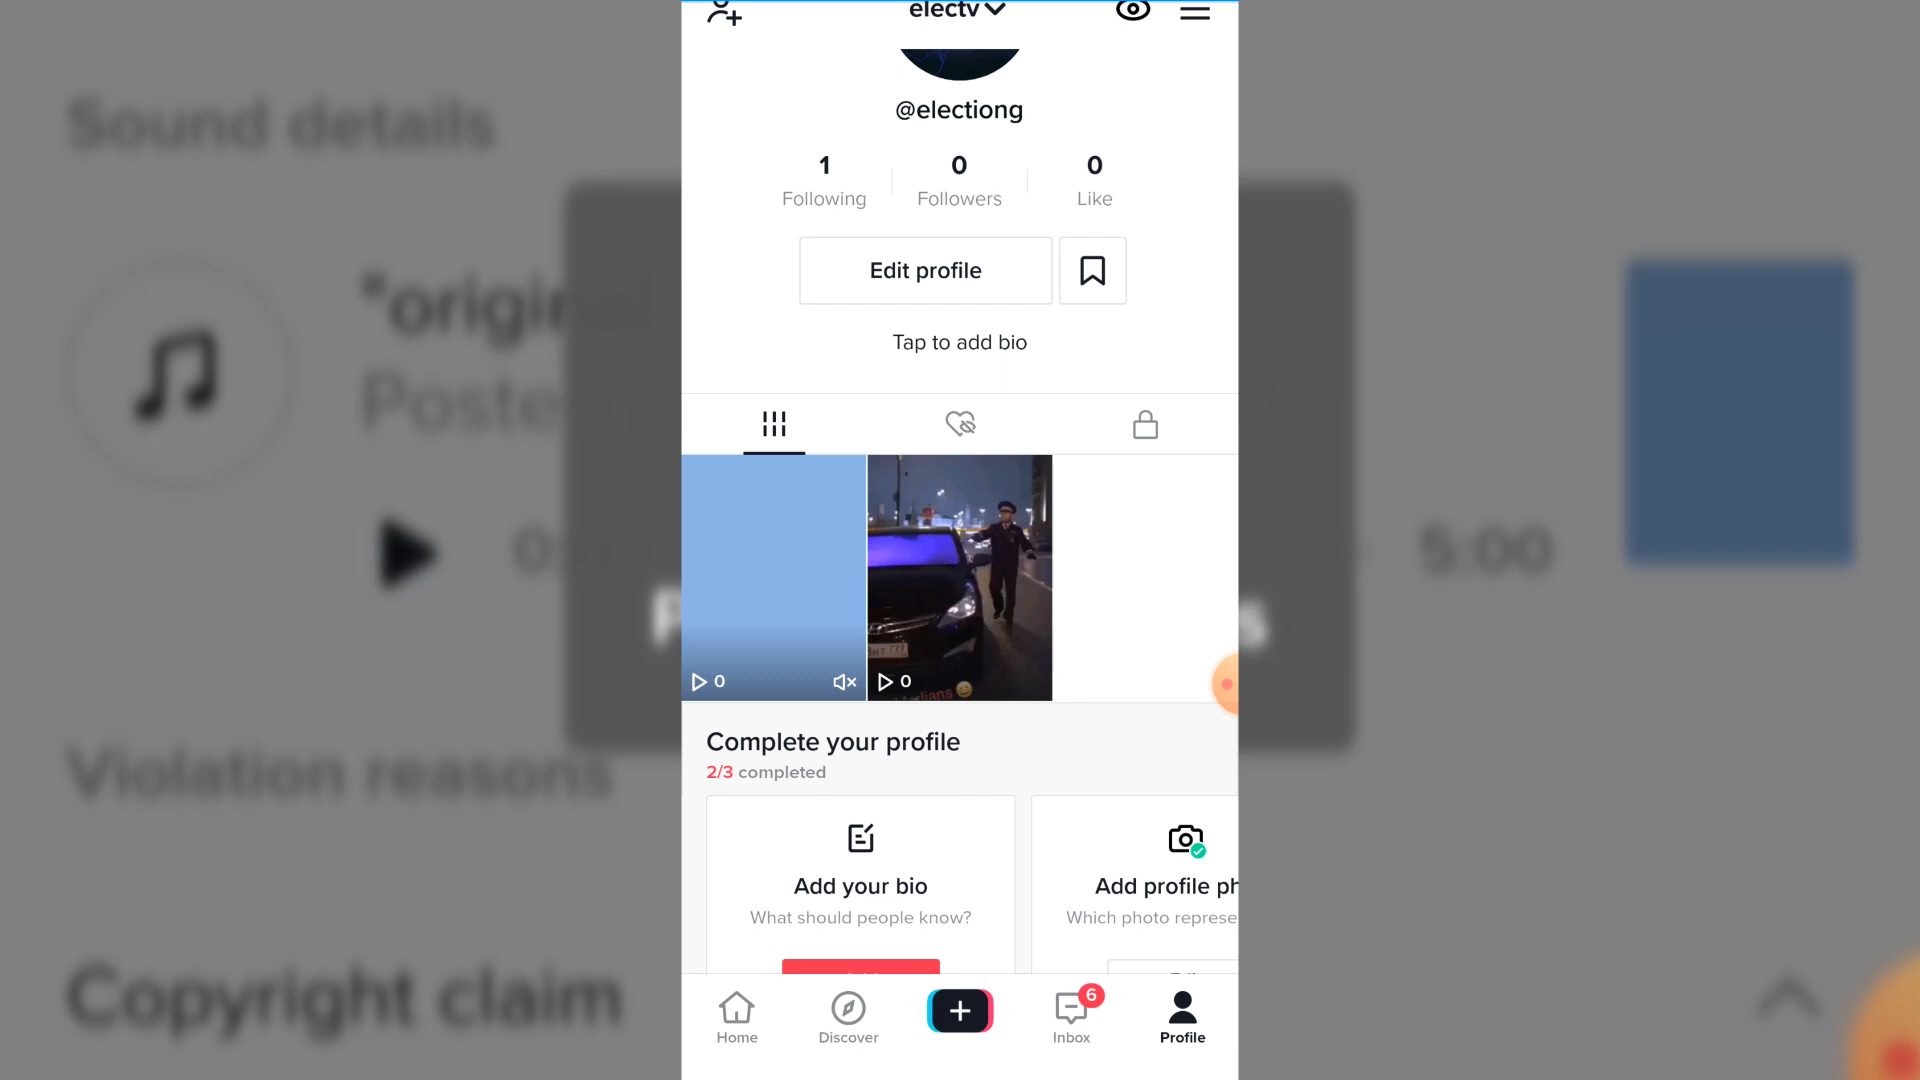 electv
@electiong
1 0 0
Following Followers Like
Edit profile
Tap to add bio
0 0
Complete your profile
2/3 completed
Add your bio
What should people know?
Add profile ph
Which photo represe
Home Discover Inbox Profile
6
Sound details
"origin
Poste
5:00
Violation reasons
Copyright claim